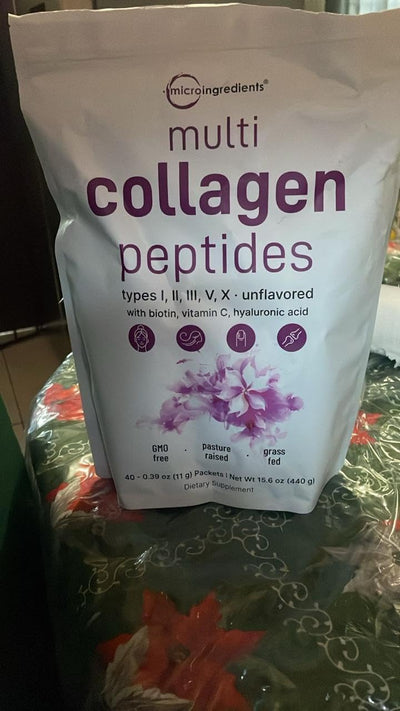 microingredients®
multi
collagen
peptides
types I, II, III, V, X · unflavored
with biotin, vitamin C, hyaluronic acid
GMO free · pasture raised · grass fed
40 - 0.39 oz (11 g) Packets | Net Wt 15.6 oz (440 g)
Dietary Supplement